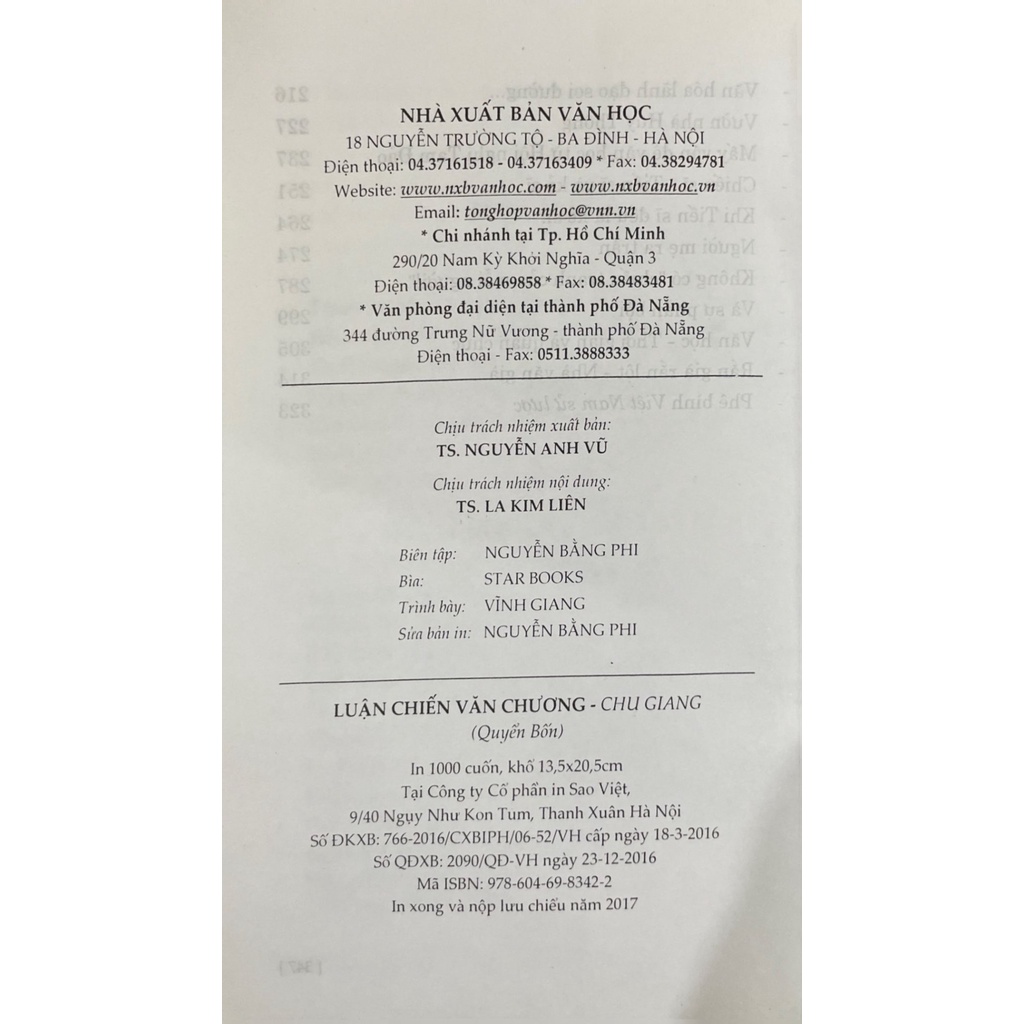 NHÀ XUẤT BẢN VĂN HỌC
18 NGUYỄN TRƯỜNG TỘ - BA ĐÌNH - HÀ NỘI
Điện thoại: 04.37161518 - 04.37163409 * Fax: 04.38294781
Website: www.nxbvanhoc.com - www.nxbvanhoc.vn
Email: tonghopvanhoc@vnn.vn
* Chi nhánh tại Tp. Hồ Chí Minh
290/20 Nam Kỳ Khởi Nghĩa - Quận 3
Điện thoại: 08.38469858 * Fax: 08.38483481
* Văn phòng đại diện tại thành phố Đà Nẵng
344 đường Trưng Nữ Vương - thành phố Đà Nẵng
Điện thoại - Fax: 0511.3888333
Chịu trách nhiệm xuất bản:
TS. NGUYỄN ANH VŨ
Chịu trách nhiệm nội dung:
TS. LA KIM LIÊN
Biên tập: NGUYỄN BẰNG PHI
Bìa: STAR BOOKS
Trình bày: VĨNH GIANG
Sửa bản in: NGUYỄN BẰNG PHI
LUẬN CHIẾN VĂN CHƯƠNG - CHU GIANG
(Quyển Bốn)
In 1000 cuốn, khổ 13,5x20,5cm
Tại Công ty Cổ phần in Sao Việt,
9/40 Ngụy Như Kon Tum, Thanh Xuân Hà Nội
Số ĐKXB: 766-2016/CXBIPH/06-52/VH cấp ngày 18-3-2016
Số QĐXB: 2090/QĐ-VH ngày 23-12-2016
Mã ISBN: 978-604-69-8342-2
In xong và nộp lưu chiểu năm 2017